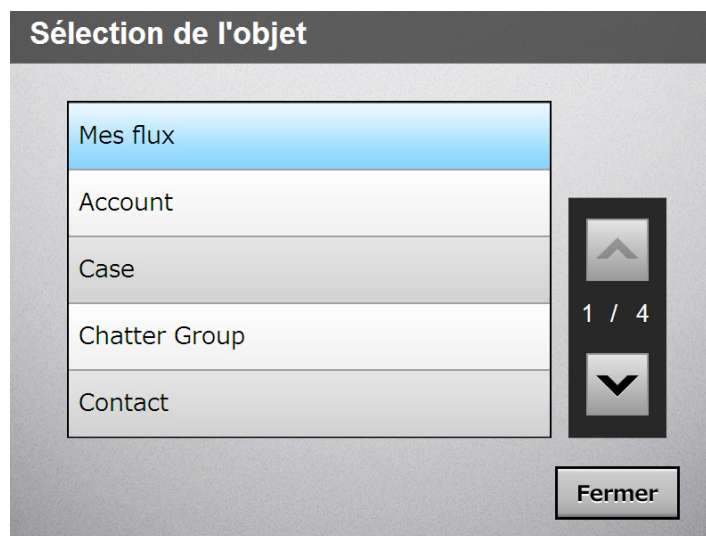 Sélection de l'objet
Mes flux
Account
Case
Chatter Group
Contact
1 / 4
Fermer